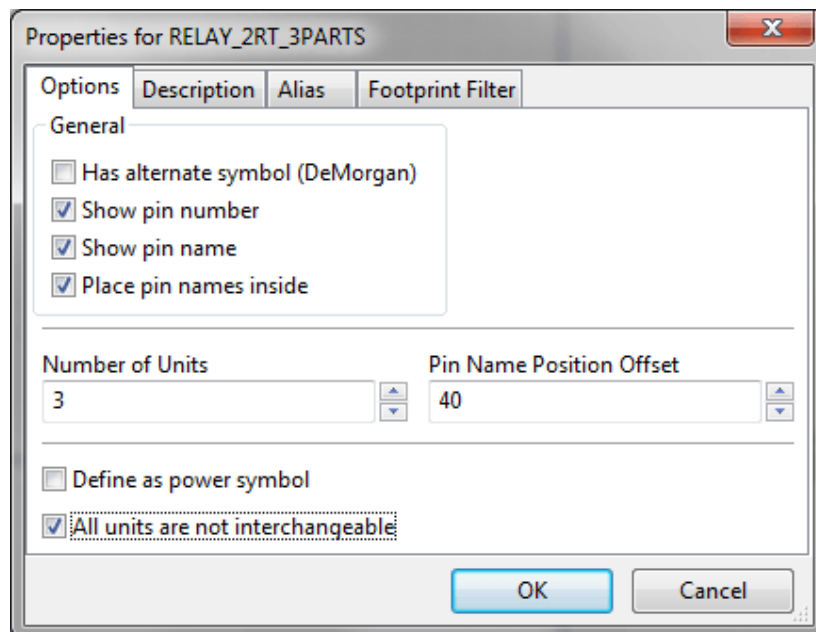 Properties for RELAY_2RT_3PARTS
Options Description Alias Footprint Filter
General
Has alternate symbol (DeMorgan)
Show pin number
Show pin name
Place pin names inside
Number of Units Pin Name Position Offset
3 40
Define as power symbol
All units are not interchangeable
OK Cancel